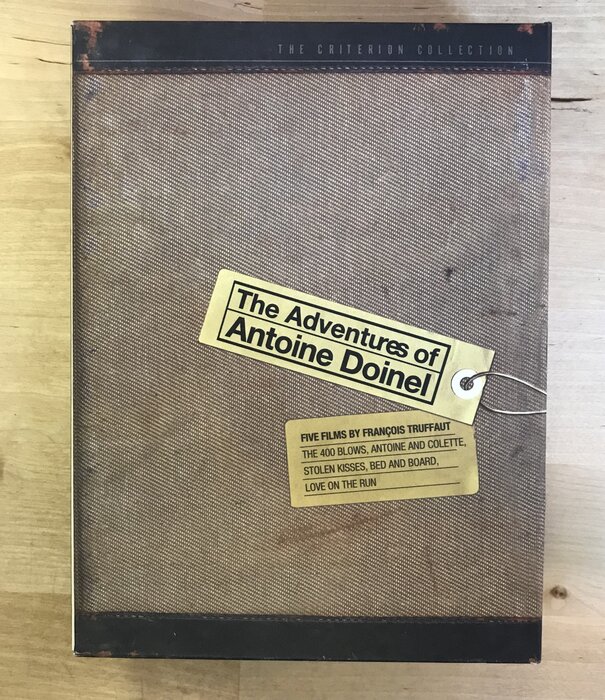 THE CRITERION COLLECTION
The Adventures of
Antoine Doinel
FIVE FILMS BY FRANÇOIS TRUFFAUT
THE 400 BLOWS, ANTOINE AND COLETTE,
STOLEN KISSES, BED AND BOARD,
LOVE ON THE RUN